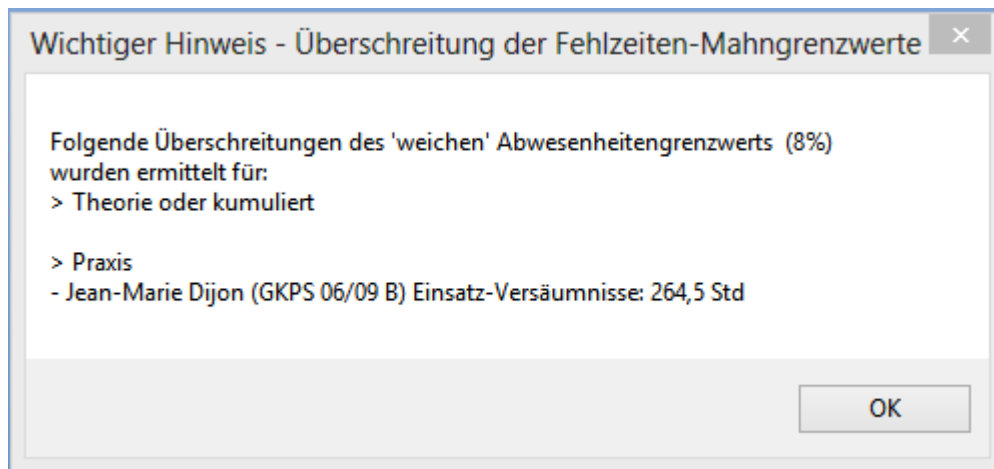 Wichtiger Hinweis - Überschreitung der Fehlzeiten-Mahngrenzwerte
Folgende Überschreitungen des 'weichen' Abwesenheitengrenzwerts (8%)
wurden ermittelt für:
> Theorie oder kumuliert
> Praxis
- Jean-Marie Dijon (GKPS 06/09 B) Einsatz-Versäumnisse: 264,5 Std
OK